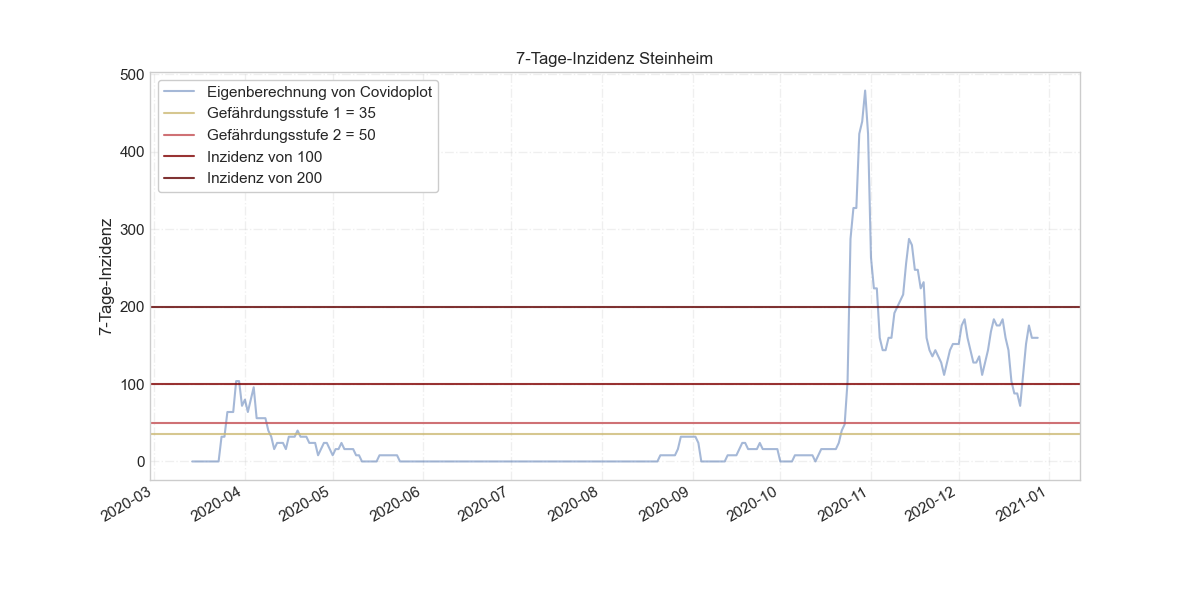 7-Tage-Inzidenz Steinheim
Eigenberechnung von Covidoplot
Gefährdungsstufe 1 = 35
Gefährdungsstufe 2 = 50
Inzidenz von 100
Inzidenz von 200
7-Tage-Inzidenz
500
400
300
200
100
0
2020-03
2020-04
2020-05
2020-06
2020-07
2020-08
2020-09
2020-10
2020-11
2020-12
2021-01